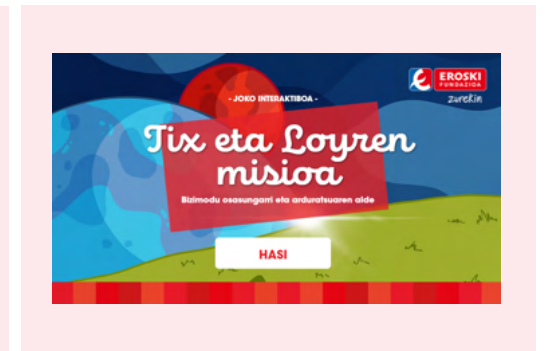 - JOKO INTERAKTIBOA -
EROSKI
FUNDAZIOA
zurekin
Tix eta Loyren
misioa
Bizimodu osasungarri eta arduratsuaren alde
HASI